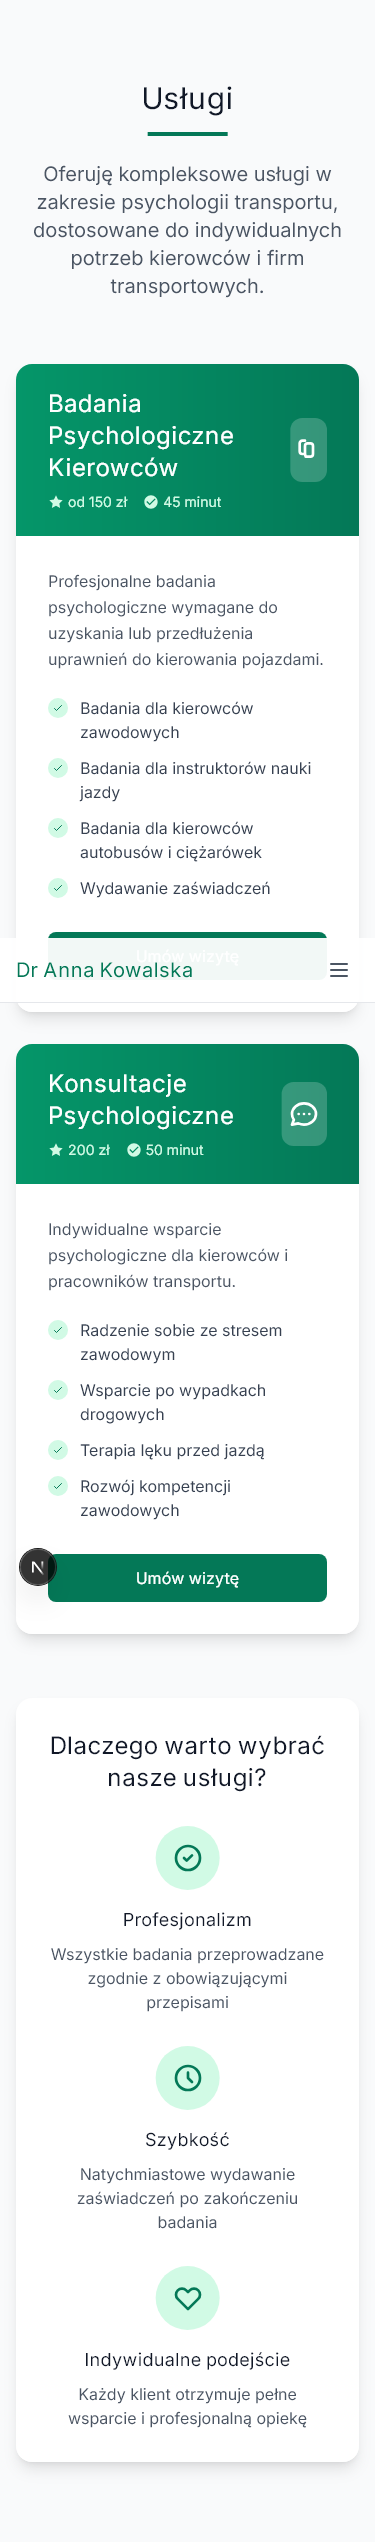 Usługi
Oferuję kompleksowe usługi w
zakresie psychologii transportu,
dostosowane do indywidualnych
potrzeb kierowców i firm
transportowych.
Badania
Psychologiczne
Kierowców
od 150 zł 45 minut
Profesjonalne badania
psychologiczne wymagane do
uzyskania lub przedłużenia
uprawnień do kierowania pojazdami.
Badania dla kierowców
zawodowych
Badania dla instruktorów nauki
jazdy
Badania dla kierowców
autobusów i ciężarówek
Wydawanie zaświadczeń
Umów wizytę
Dr Anna Kowalska
Konsultacje
Psychologiczne
200 zł 50 minut
Indywidualne wsparcie
psychologiczne dla kierowców i
pracowników transportu.
Radzenie sobie ze stresem
zawodowym
Wsparcie po wypadkach
drogowych
Terapia lęku przed jazdą
Rozwój kompetencji
zawodowych
N
Umów wizytę
Dlaczego warto wybrać
nasze usługi?
Profesjonalizm
Wszystkie badania przeprowadzane
zgodnie z obowiązującymi
przepisami
Szybkość
Natychmiastowe wydawanie
zaświadczeń po zakończeniu
badania
Indywidualne podejście
Każdy klient otrzymuje pełne
wsparcie i profesjonalną opiekę